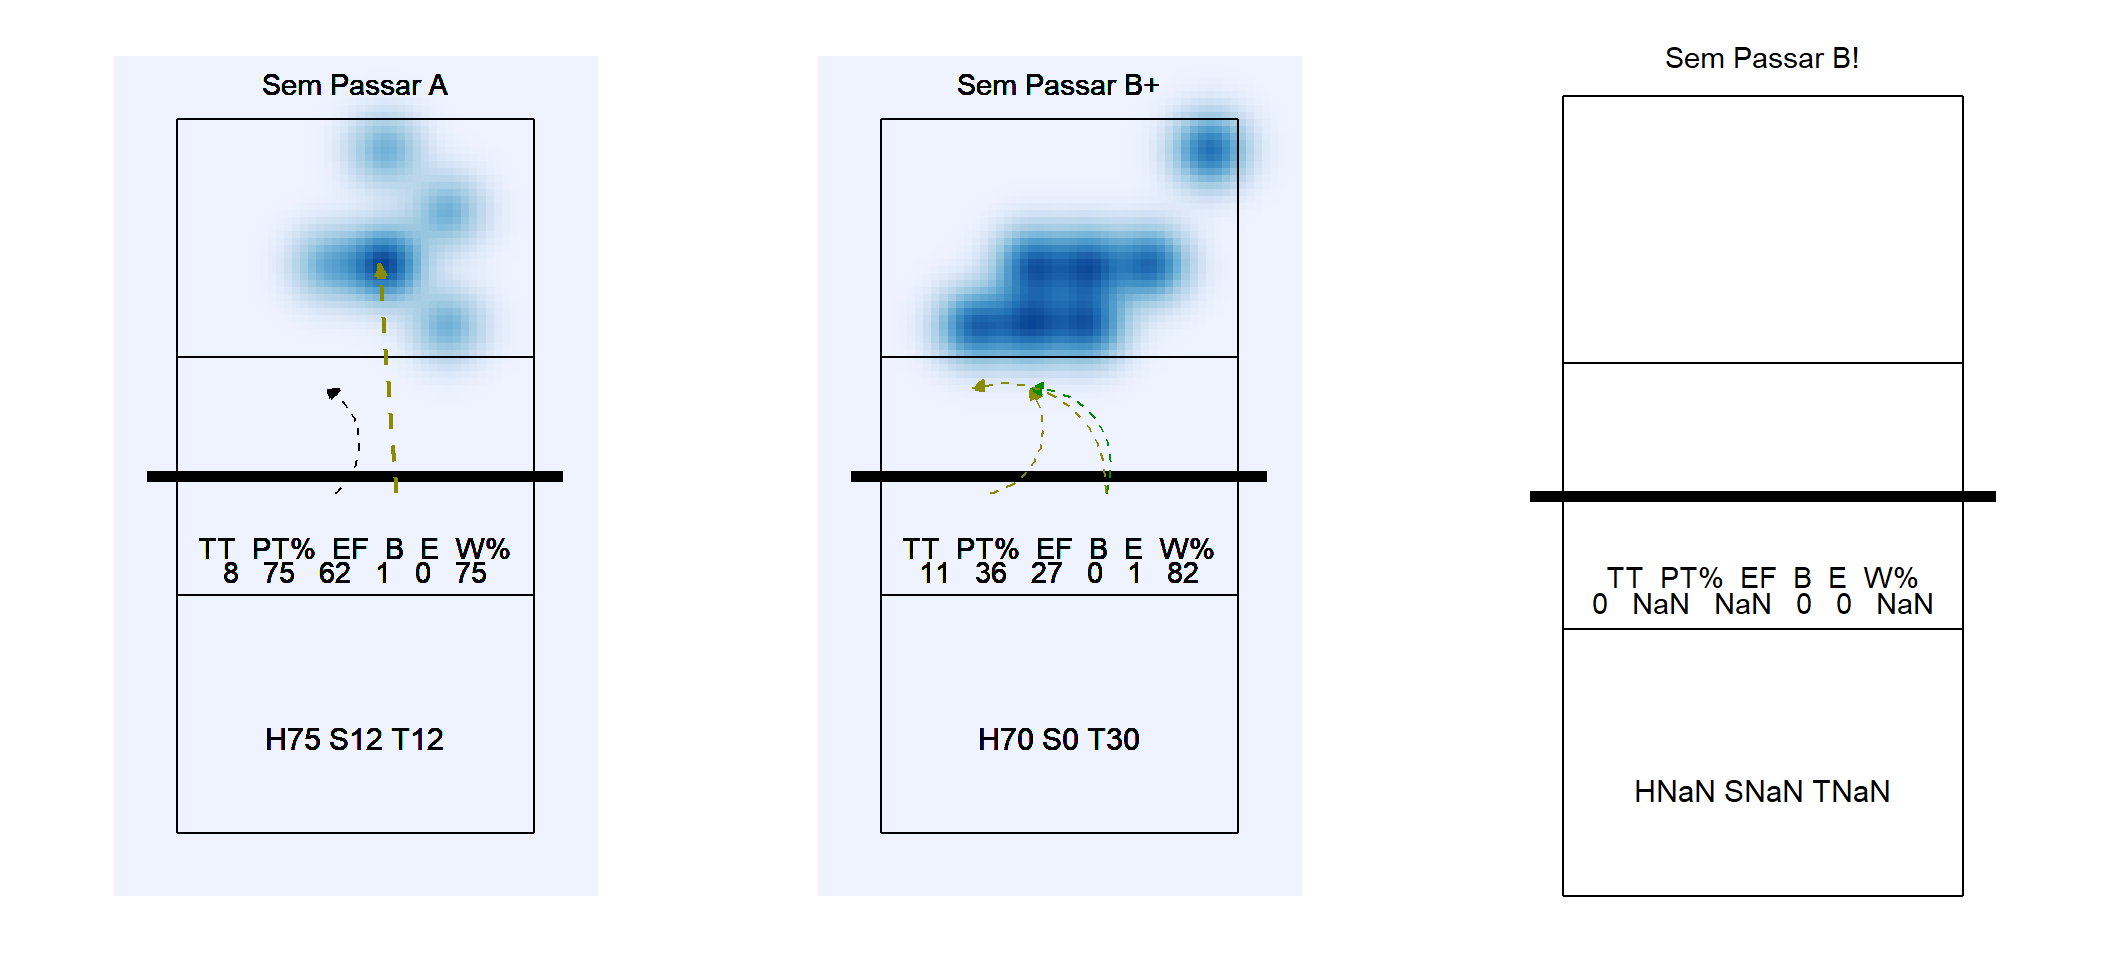 Sem Passar A
TT PT% EF B E W%
8 75 62 1 0 75
H75 S12 T12
Sem Passar B+
TT PT% EF B E W%
11 36 27 0 1 82
H70 S0 T30
Sem Passar B!
TT PT% EF B E W%
0 NaN NaN 0 0 NaN
HNaN SNaN TNaN